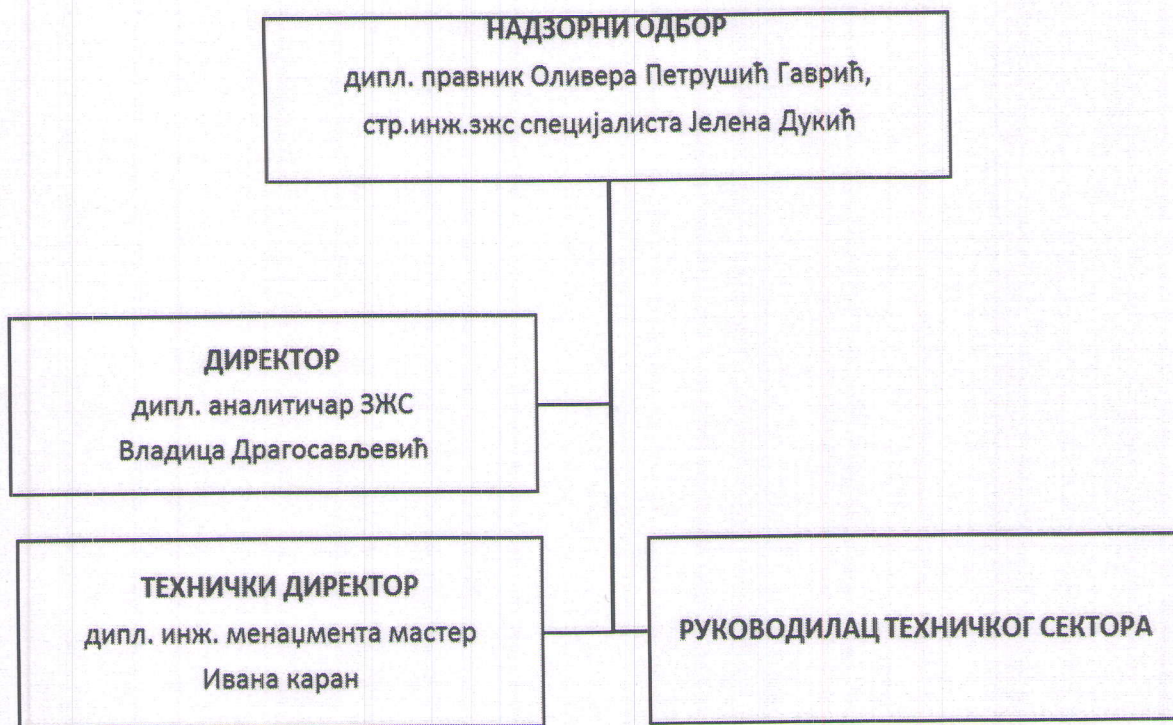 НАДЗОРНИ ОДБОР
дипл. правник Оливера Петрушић Гаврић,
стр.инж.зжс специјалиста Јелена Дукић
ДИРЕКТОР
дипл. аналитичар ЗЖС
Владица Драгосављевић
ТЕХНИЧКИ ДИРЕКТОР
дипл. инж. менаџмента мастер
Ивана каран
РУКОВОДИЛАЦ ТЕХНИЧКОГ СЕКТОРА